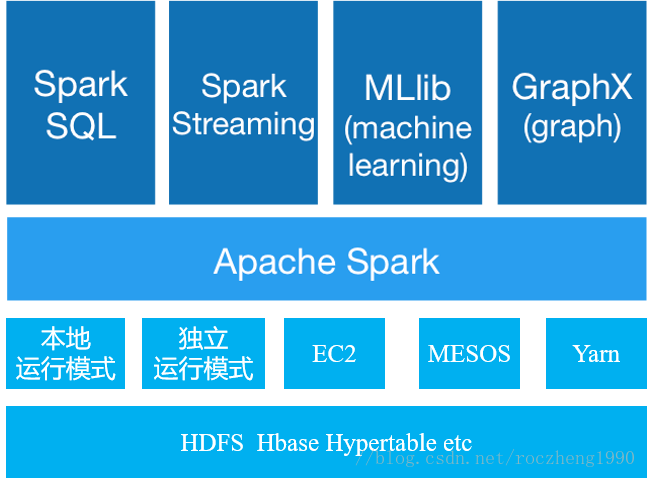 Spark
SQL
Spark
Streaming
MLlib
(machine
learning)
GraphX
(graph)
Apache Spark
本地
运行模式
独立
运行模式
EC2
MESOS
Yarn
HDFS Hbase Hypertable etc
//blog.csdn.net/roczheng1990